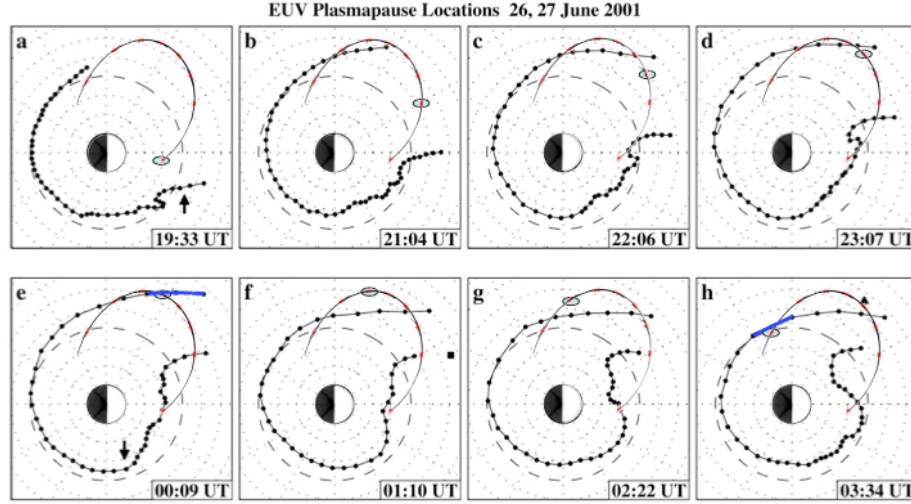 EUV Plasmapause Locations 26, 27 June 2001
a
b
c
d
19:33 UT
21:04 UT
22:06 UT
23:07 UT
e
f
g
h
00:09 UT
01:10 UT
02:22 UT
03:34 UT